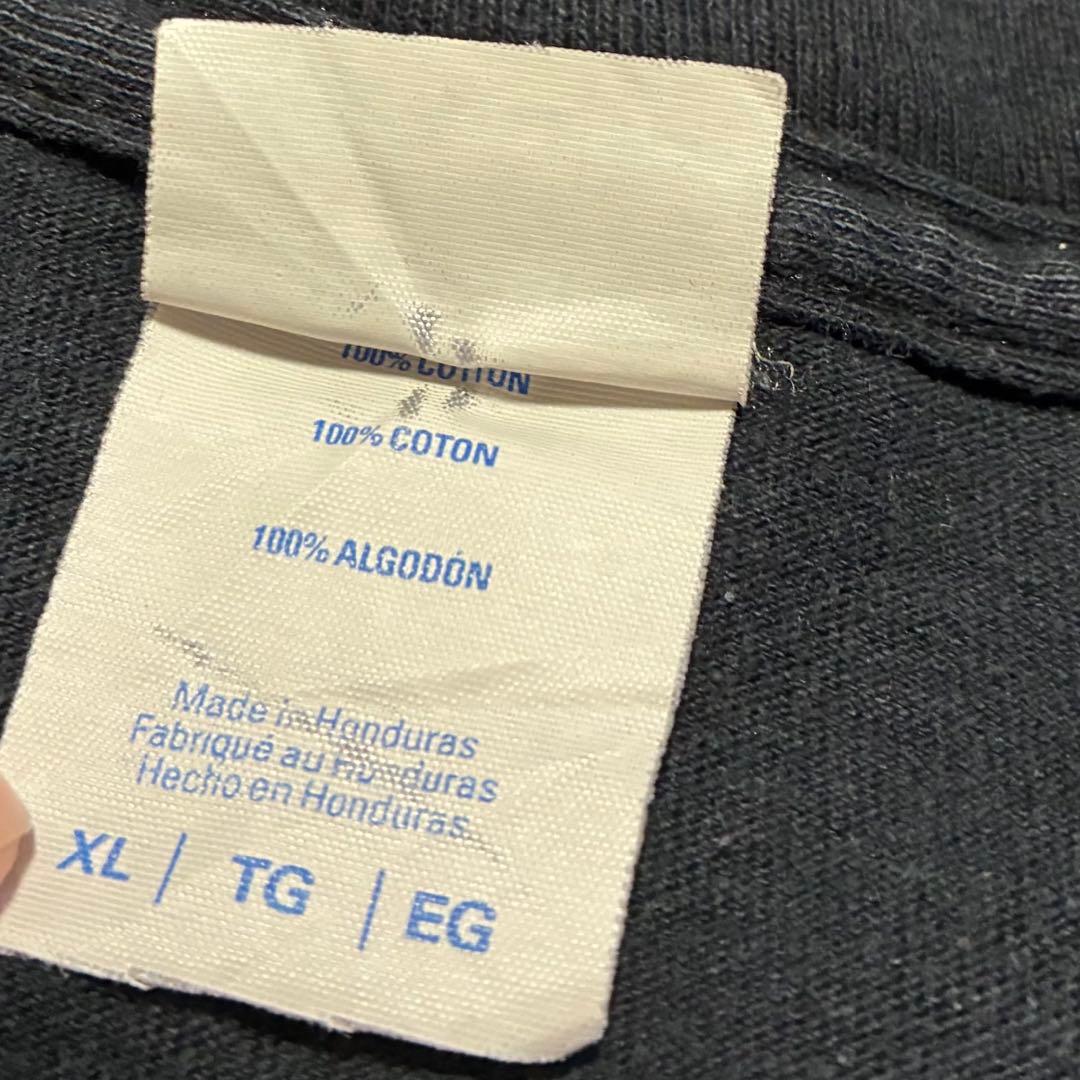 100% COTTON
100% COTON
100% ALGODÓN
Made in Honduras
Fabriqué au Honduras
Hecho en Honduras
XL | TG | EG